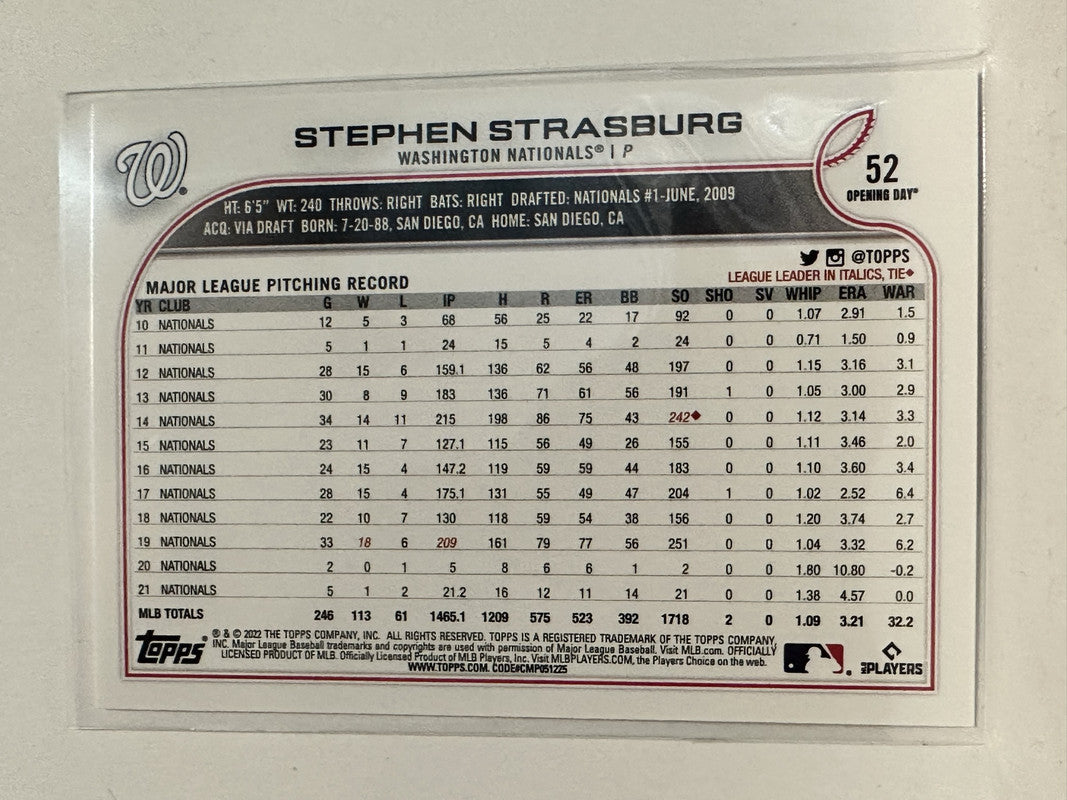 W
STEPHEN STRASBURG
WASHINGTON NATIONALS® | P
52
OPENING DAY®
HT: 6'5" WT: 240 THROWS: RIGHT BATS: RIGHT DRAFTED: NATIONALS #1-JUNE, 2009
ACQ: VIA DRAFT BORN: 7-20-88, SAN DIEGO, CA HOME: SAN DIEGO, CA
@TOPPS
MAJOR LEAGUE PITCHING RECORD
LEAGUE LEADER IN ITALICS, TIE◆
YR CLUB G W L IP H R ER BB SO SHO SV WHIP ERA WAR
10 NATIONALS 12 5 3 68 56 25 22 17 92 0 0 1.07 2.91 1.5
11 NATIONALS 5 1 1 24 15 5 4 2 24 0 0 0.71 1.50 0.9
12 NATIONALS 28 15 6 159.1 136 62 56 48 197 0 0 1.15 3.16 3.1
13 NATIONALS 30 8 9 183 136 71 61 56 191 1 0 1.05 3.00 2.9
14 NATIONALS 34 14 11 215 198 86 75 43 242◆ 0 0 1.12 3.14 3.3
15 NATIONALS 23 11 7 127.1 115 56 49 26 155 0 0 1.11 3.46 2.0
16 NATIONALS 24 15 4 147.2 119 59 59 44 183 0 0 1.10 3.60 3.4
17 NATIONALS 28 15 4 175.1 131 55 49 47 204 1 0 1.02 2.52 6.4
18 NATIONALS 22 10 7 130 118 59 54 38 156 0 0 1.20 3.74 2.7
19 NATIONALS 33 18 6 209 161 79 77 56 251 0 0 1.04 3.32 6.2
20 NATIONALS 2 0 1 5 8 6 6 1 2 0 0 1.80 10.80 -0.2
21 NATIONALS 5 1 2 21.2 16 12 11 14 21 0 0 1.38 4.57 0.0
MLB TOTALS 246 113 61 1465.1 1209 575 523 392 1718 2 0 1.09 3.21 32.2
topps®
® & © 2022 THE TOPPS COMPANY, INC. ALL RIGHTS RESERVED. TOPPS IS A REGISTERED TRADEMARK OF THE TOPPS COMPANY,
INC. Major League Baseball trademarks and copyrights are used with permission of Major League Baseball. Visit MLB.com. OFFICIALLY
LICENSED PRODUCT OF MLB. Officially Licensed Product of MLB Players, Inc. Visit MLBPLAYERS.COM, the Players Choice on the web.
WWW.TOPPS.COM. CODE#CMP051225
MLB PLAYERS